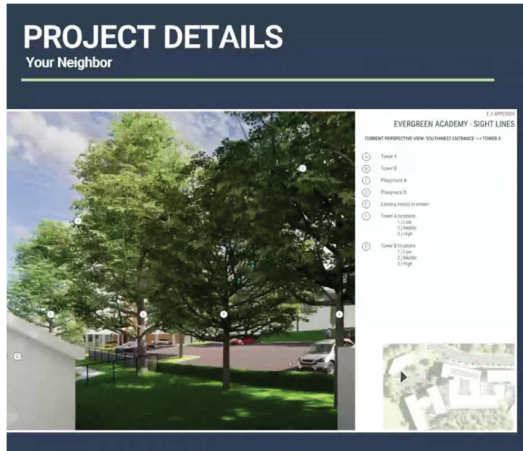 PROJECT DETAILS
Your Neighbor
E // APPENDIX
EVERGREEN ACADEMY - SIGHT LINES
CURRENT PERSPECTIVE VIEW: SOUTHWEST ENTRANCE --> TOWER A
Tower A
Tower B
Playground A
Playground B
Existing tree(s) to remain
Tower A locations
1 | Low
2 | Middle
3 | High
Tower B locations
1 | Low
2 | Middle
3 | High